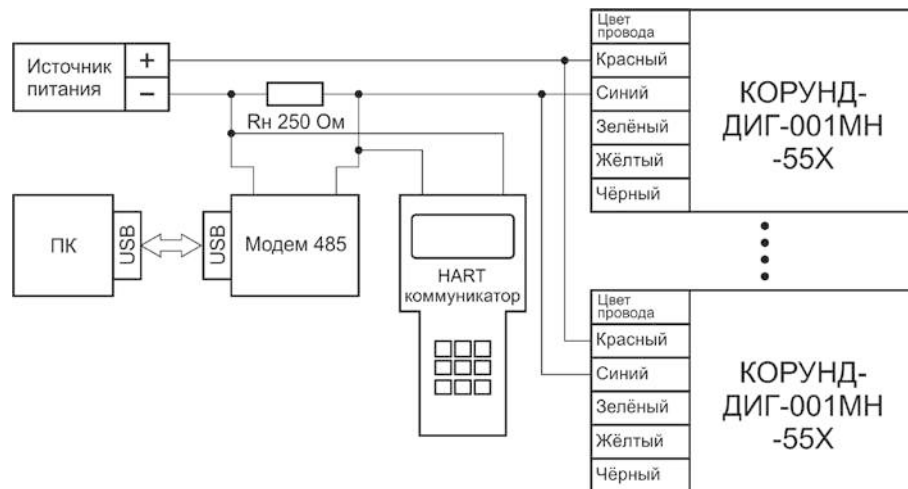 Источник
питания
+
−
Rн 250 Ом
ПК
USB
USB
Модем 485
HART
коммуникатор
Цвет
провода
Красный
Синий
Зелёный
Жёлтый
Чёрный
КОРУНД-
ДИГ-001МН
-55Х
Цвет
провода
Красный
Синий
Зелёный
Жёлтый
Чёрный
КОРУНД-
ДИГ-001МН
-55Х